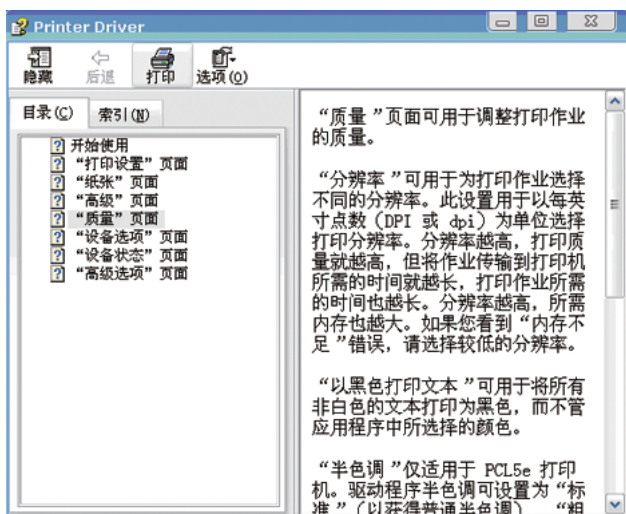 Printer Driver
隐藏
后退
打印
选项(O)
目录(C)
索引(N)
开始使用
“打印设置”页面
“纸张”页面
“高级”页面
“质量”页面
“设备选项”页面
“设备状态”页面
“高级选项”页面
“质量”页面可用于调整打印作业
的质量。
“分辨率”可用于为打印作业选择
不同的分辨率。此设置用于以每英
寸点数（DPI 或 dpi）为单位选择
打印分辨率。分辨率越高，打印质
量就越高，但将作业传输到打印机
所需的时间就越长，打印作业所需
的时间也越长。分辨率越高，所需
内存也越大。如果您看到“内存不
足”错误，请选择较低的分辨率。
“以黑色打印文本”可用于将所有
非白色的文本打印为黑色，而不管
应用程序中所选择的颜色。
“半色调”仅适用于 PCL5e 打印
机。驱动程序半色调可设置为“标
准”（以获得普通半色调）、“粗